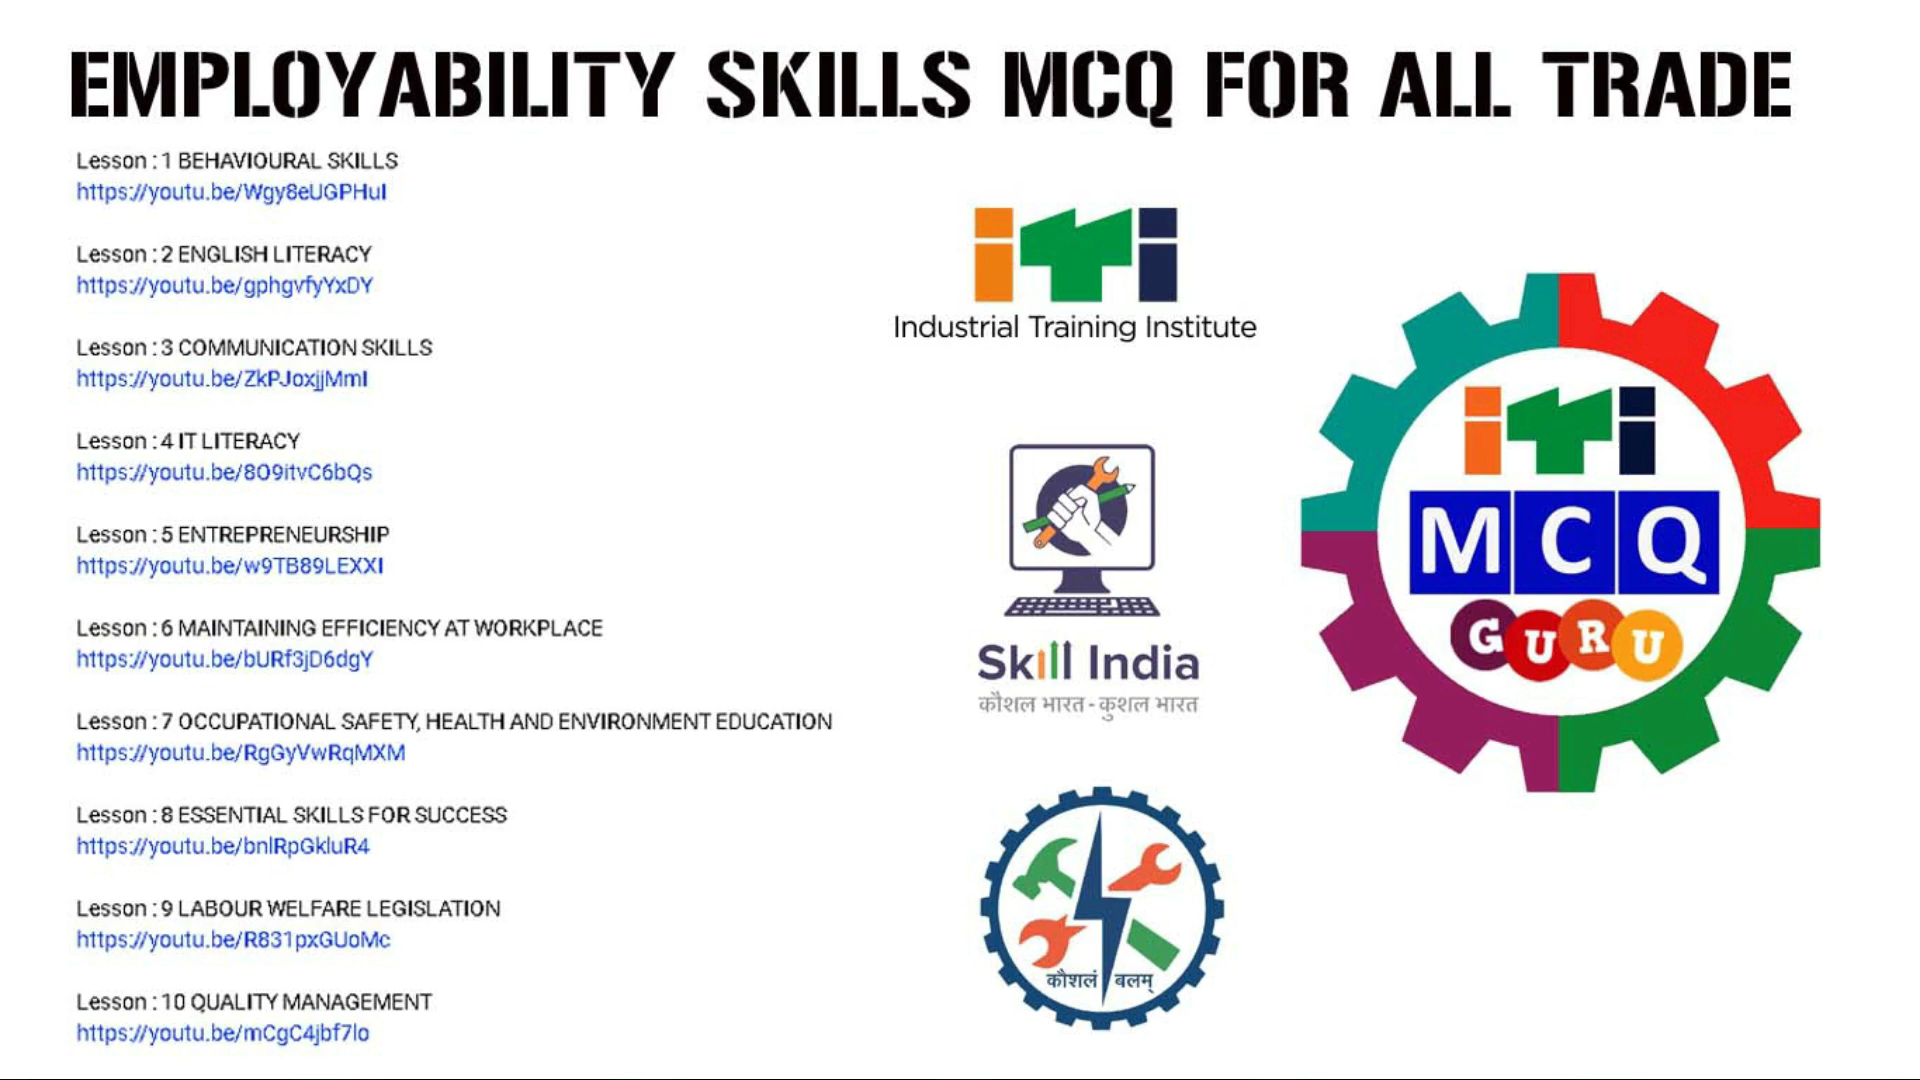 EMPLOYABILITY SKILLS MCQ FOR ALL TRADE
Lesson : 1 BEHAVIOURAL SKILLS
https://youtu.be/Wgy8eUGPHuI
Lesson : 2 ENGLISH LITERACY
https://youtu.be/gphgvfyYxDY
Lesson : 3 COMMUNICATION SKILLS
https://youtu.be/ZkPJoxjjMmI
Lesson : 4 IT LITERACY
https://youtu.be/8O9itvC6bQs
Lesson : 5 ENTREPRENEURSHIP
https://youtu.be/w9TB89LEXXI
Lesson : 6 MAINTAINING EFFICIENCY AT WORKPLACE
https://youtu.be/bURf3jD6dgY
Lesson : 7 OCCUPATIONAL SAFETY, HEALTH AND ENVIRONMENT EDUCATION
https://youtu.be/RgGyVwRqMXM
Lesson : 8 ESSENTIAL SKILLS FOR SUCCESS
https://youtu.be/bnlRpGkluR4
Lesson : 9 LABOUR WELFARE LEGISLATION
https://youtu.be/R831pxGUoMc
Lesson : 10 QUALITY MANAGEMENT
https://youtu.be/mCgC4jbf7lo
iTi
Industrial Training Institute
Skill India
कौशल भारत - कुशल भारत
कौशलं बलम्
iTi
MCQ
GURU